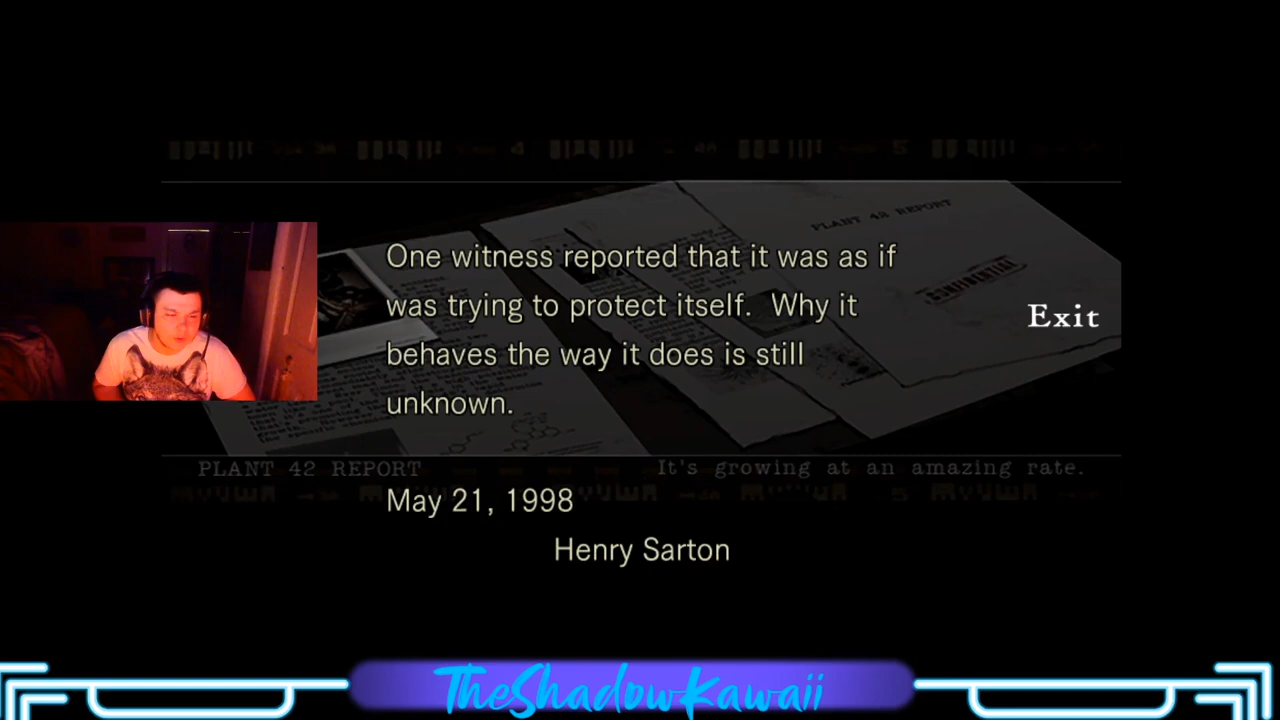 PLANT 42 REPORT
One witness reported that it was as if
was trying to protect itself.  Why it
Exit
behaves the way it does is still
unknown.
PLANT 42 REPORT
It's growing at an amazing rate.
May 21, 1998
Henry Sarton
TheShadowKawaii